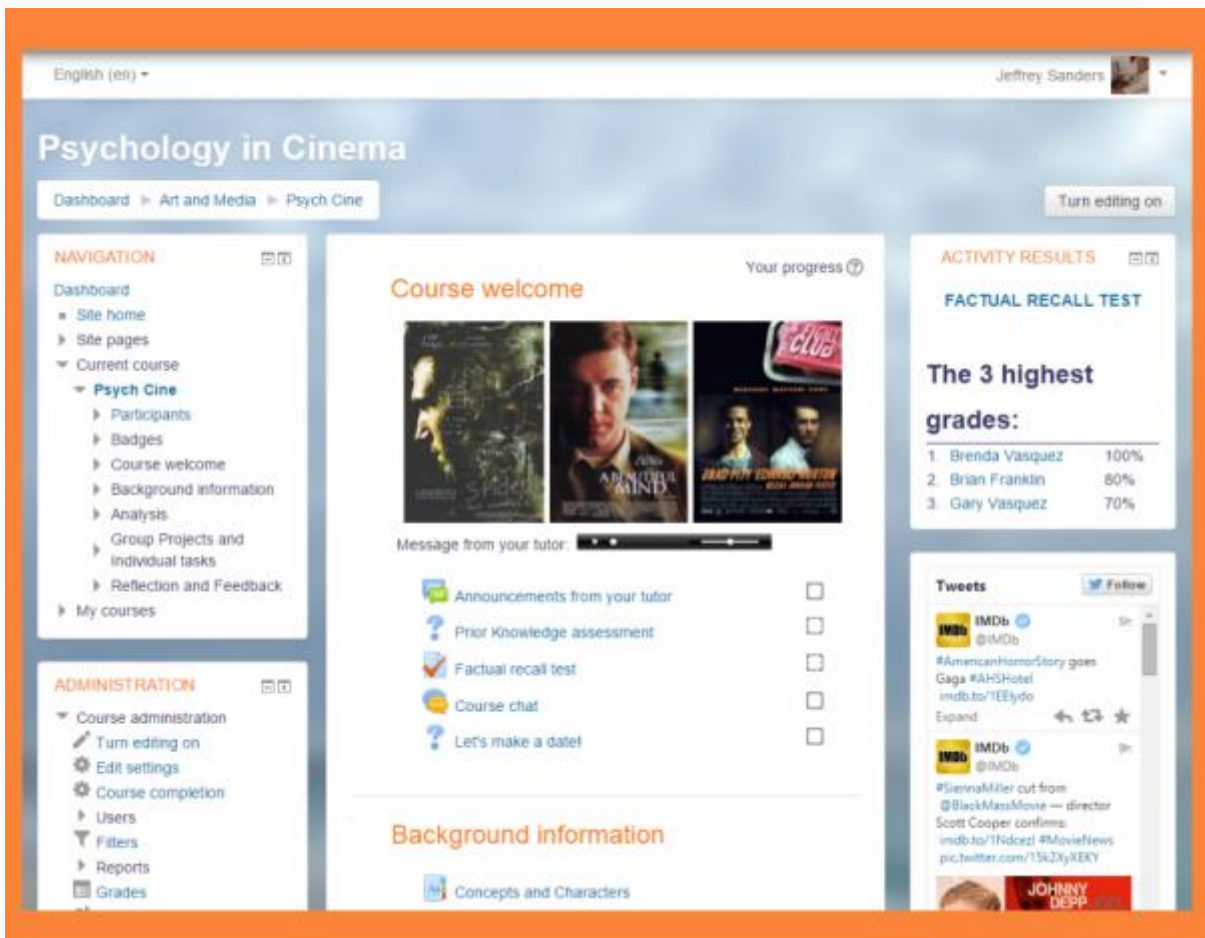 English (en)
Jeffrey Sanders
Psychology in Cinema
Dashboard Art and Media Psych Cine
Turn editing on
NAVIGATION
Dashboard
Site home
Site pages
Current course
Psych Cine
Participants
Badges
Course welcome
Background information
Analysis
Group Projects and
individual tasks
Reflection and Feedback
My courses
ADMINISTRATION
Course administration
Turn editing on
Edit settings
Course completion
Users
Filters
Reports
Grades
Your progress
Course welcome
SPIDER
A BEAUTIFUL
MIND
FIGHT
CLUB
BRAD PITT EDWARD NORTON
Message from your tutor:
Announcements from your tutor
Prior Knowledge assessment
Factual recall test
Course chat
Let's make a date!
Background information
Concepts and Characters
ACTIVITY RESULTS
FACTUAL RECALL TEST
The 3 highest
grades:
1. Brenda Vasquez 100%
2. Brian Franklin 80%
3. Gary Vasquez 70%
Tweets Follow
IMDb 5h
@IMDb
#AmericanHorrorStory goes
Gaga #AHSHotel
imdb.to/1EElydo
Expand
IMDb 9h
@IMDb
#SiennaMiller cut from
@BlackMassMovie — director
Scott Cooper confirms:
imdb.to/1Ndcezl #MovieNews
pic.twitter.com/15k2XyXEKY
JOHNNY
DEPP